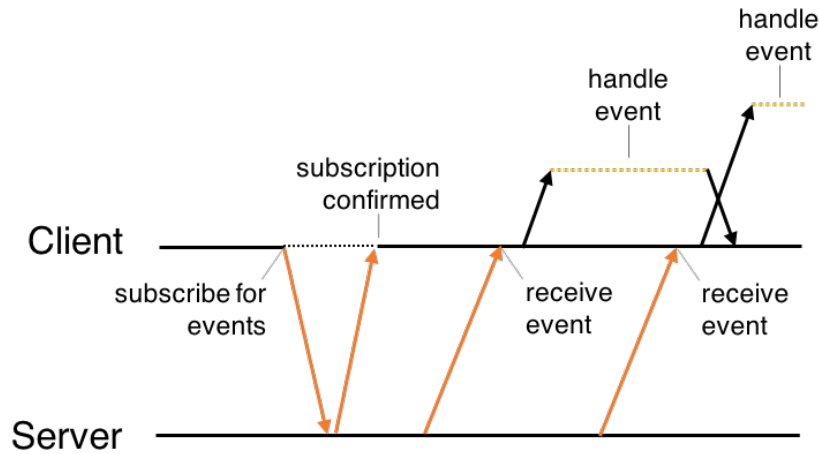 handle
event
handle
event
subscription
confirmed
Client
subscribe for
events
receive
event
receive
event
Server